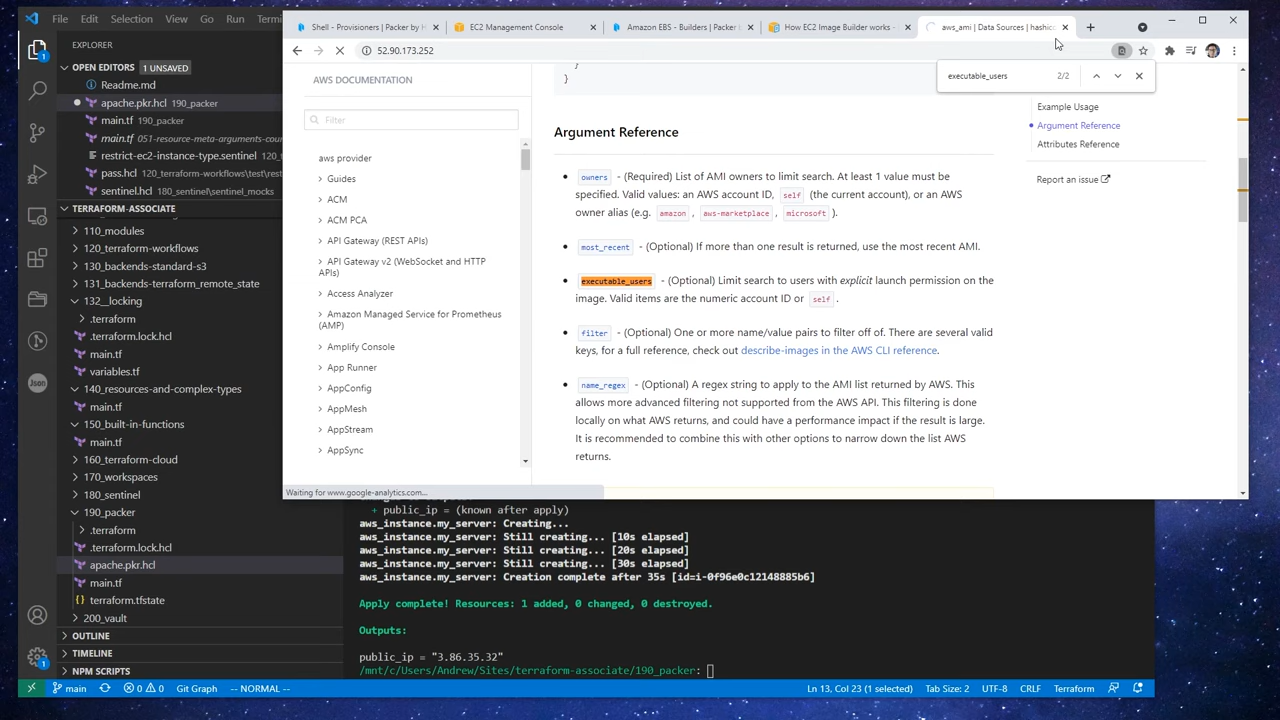 File
Edit
Selection
View
Go
Run
Term
Shell – Provisioners | Packer by H
EC2 Management Console
Amazon EBS - Builders | Packer b
How EC2 Image Builder works -
aws_ami | Data Sources | hashic
52.90.173.252
executable_users
2/2
EXPLORER
OPEN EDITORS
1 UNSAVED
Readme.md
apache.pkr.hcl 190_packer
main.tf 190_packer
main.tf 051-resource-meta-arguments-cou
restrict-ec2-instance-type.sentinel 120_t
pass.hcl 120_terraform-workflows/test/rest
sentinel.hcl 180_sentinel_mocks
TERRAFORM-ASSOCIATE
110_modules
120_terraform-workflows
130_backends-standard-s3
131_backends-terraform_remote_state
132__locking
.terraform
.terraform.lock.hcl
main.tf
variables.tf
140_resources-and-complex-types
main.tf
150_built-in-functions
main.tf
160_terraform-cloud
170_workspaces
180_sentinel
190_packer
.terraform
.terraform.lock.hcl
apache.pkr.hcl
main.tf
terraform.tfstate
200_vault
OUTLINE
TIMELINE
NPM SCRIPTS
Json
AWS DOCUMENTATION
Filter
aws provider
Guides
ACM
ACM PCA
API Gateway (REST APIs)
API Gateway v2 (WebSocket and HTTP
APIs)
Access Analyzer
Amazon Managed Service for Prometheus
(AMP)
Amplify Console
App Runner
AppConfig
AppMesh
AppStream
AppSync
Waiting for www.google-analytics.com...
}
}
Argument Reference
owners - (Required) List of AMI owners to limit search. At least 1 value must be
specified. Valid values: an AWS account ID, self (the current account), or an AWS
owner alias (e.g. amazon , aws-marketplace , microsoft ).
most_recent - (Optional) If more than one result is returned, use the most recent AMI.
executable_users - (Optional) Limit search to users with explicit launch permission on the
image. Valid items are the numeric account ID or self .
filter - (Optional) One or more name/value pairs to filter off of. There are several valid
keys, for a full reference, check out describe-images in the AWS CLI reference.
name_regex - (Optional) A regex string to apply to the AMI list returned by AWS. This
allows more advanced filtering not supported from the AWS API. This filtering is done
locally on what AWS returns, and could have a performance impact if the result is large.
It is recommended to combine this with other options to narrow down the list AWS
returns.
Example Usage
Argument Reference
Attributes Reference
Report an issue
+ public_ip = (known after apply)
aws_instance.my_server: Creating...
aws_instance.my_server: Still creating... [10s elapsed]
aws_instance.my_server: Still creating... [20s elapsed]
aws_instance.my_server: Still creating... [30s elapsed]
aws_instance.my_server: Creation complete after 35s [id=i-0f96e0c12148885b6]
Apply complete! Resources: 1 added, 0 changed, 0 destroyed.
Outputs:
public_ip = "3.86.35.32"
/mnt/c/Users/Andrew/Sites/terraform-associate/190_packer:
main
0
0
Git Graph
-- NORMAL --
Ln 13, Col 23 (1 selected)
Tab Size: 2
UTF-8
CRLF
Terraform